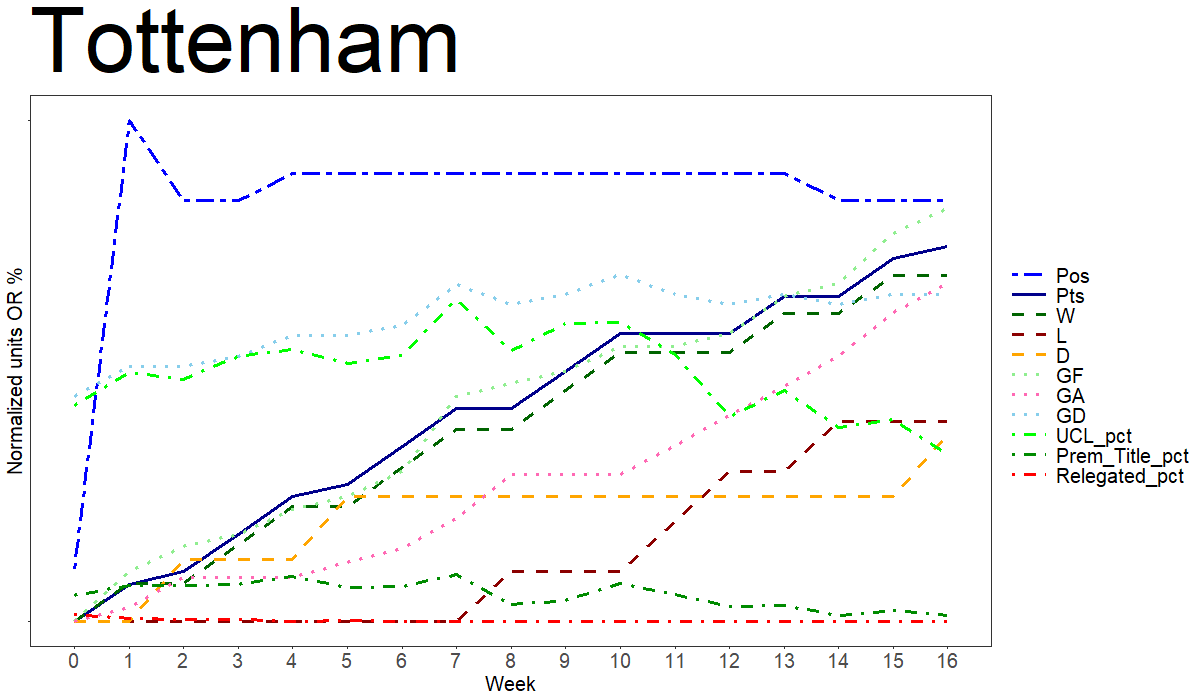 Tottenham
Normalized units OR %
Pos
Pts
W
L
D
GF
GA
GD
UCL_pct
Prem_Title_pct
Relegated_pct
0 1 2 3 4 5 6 7 8 9 10 11 12 13 14 15 16
Week